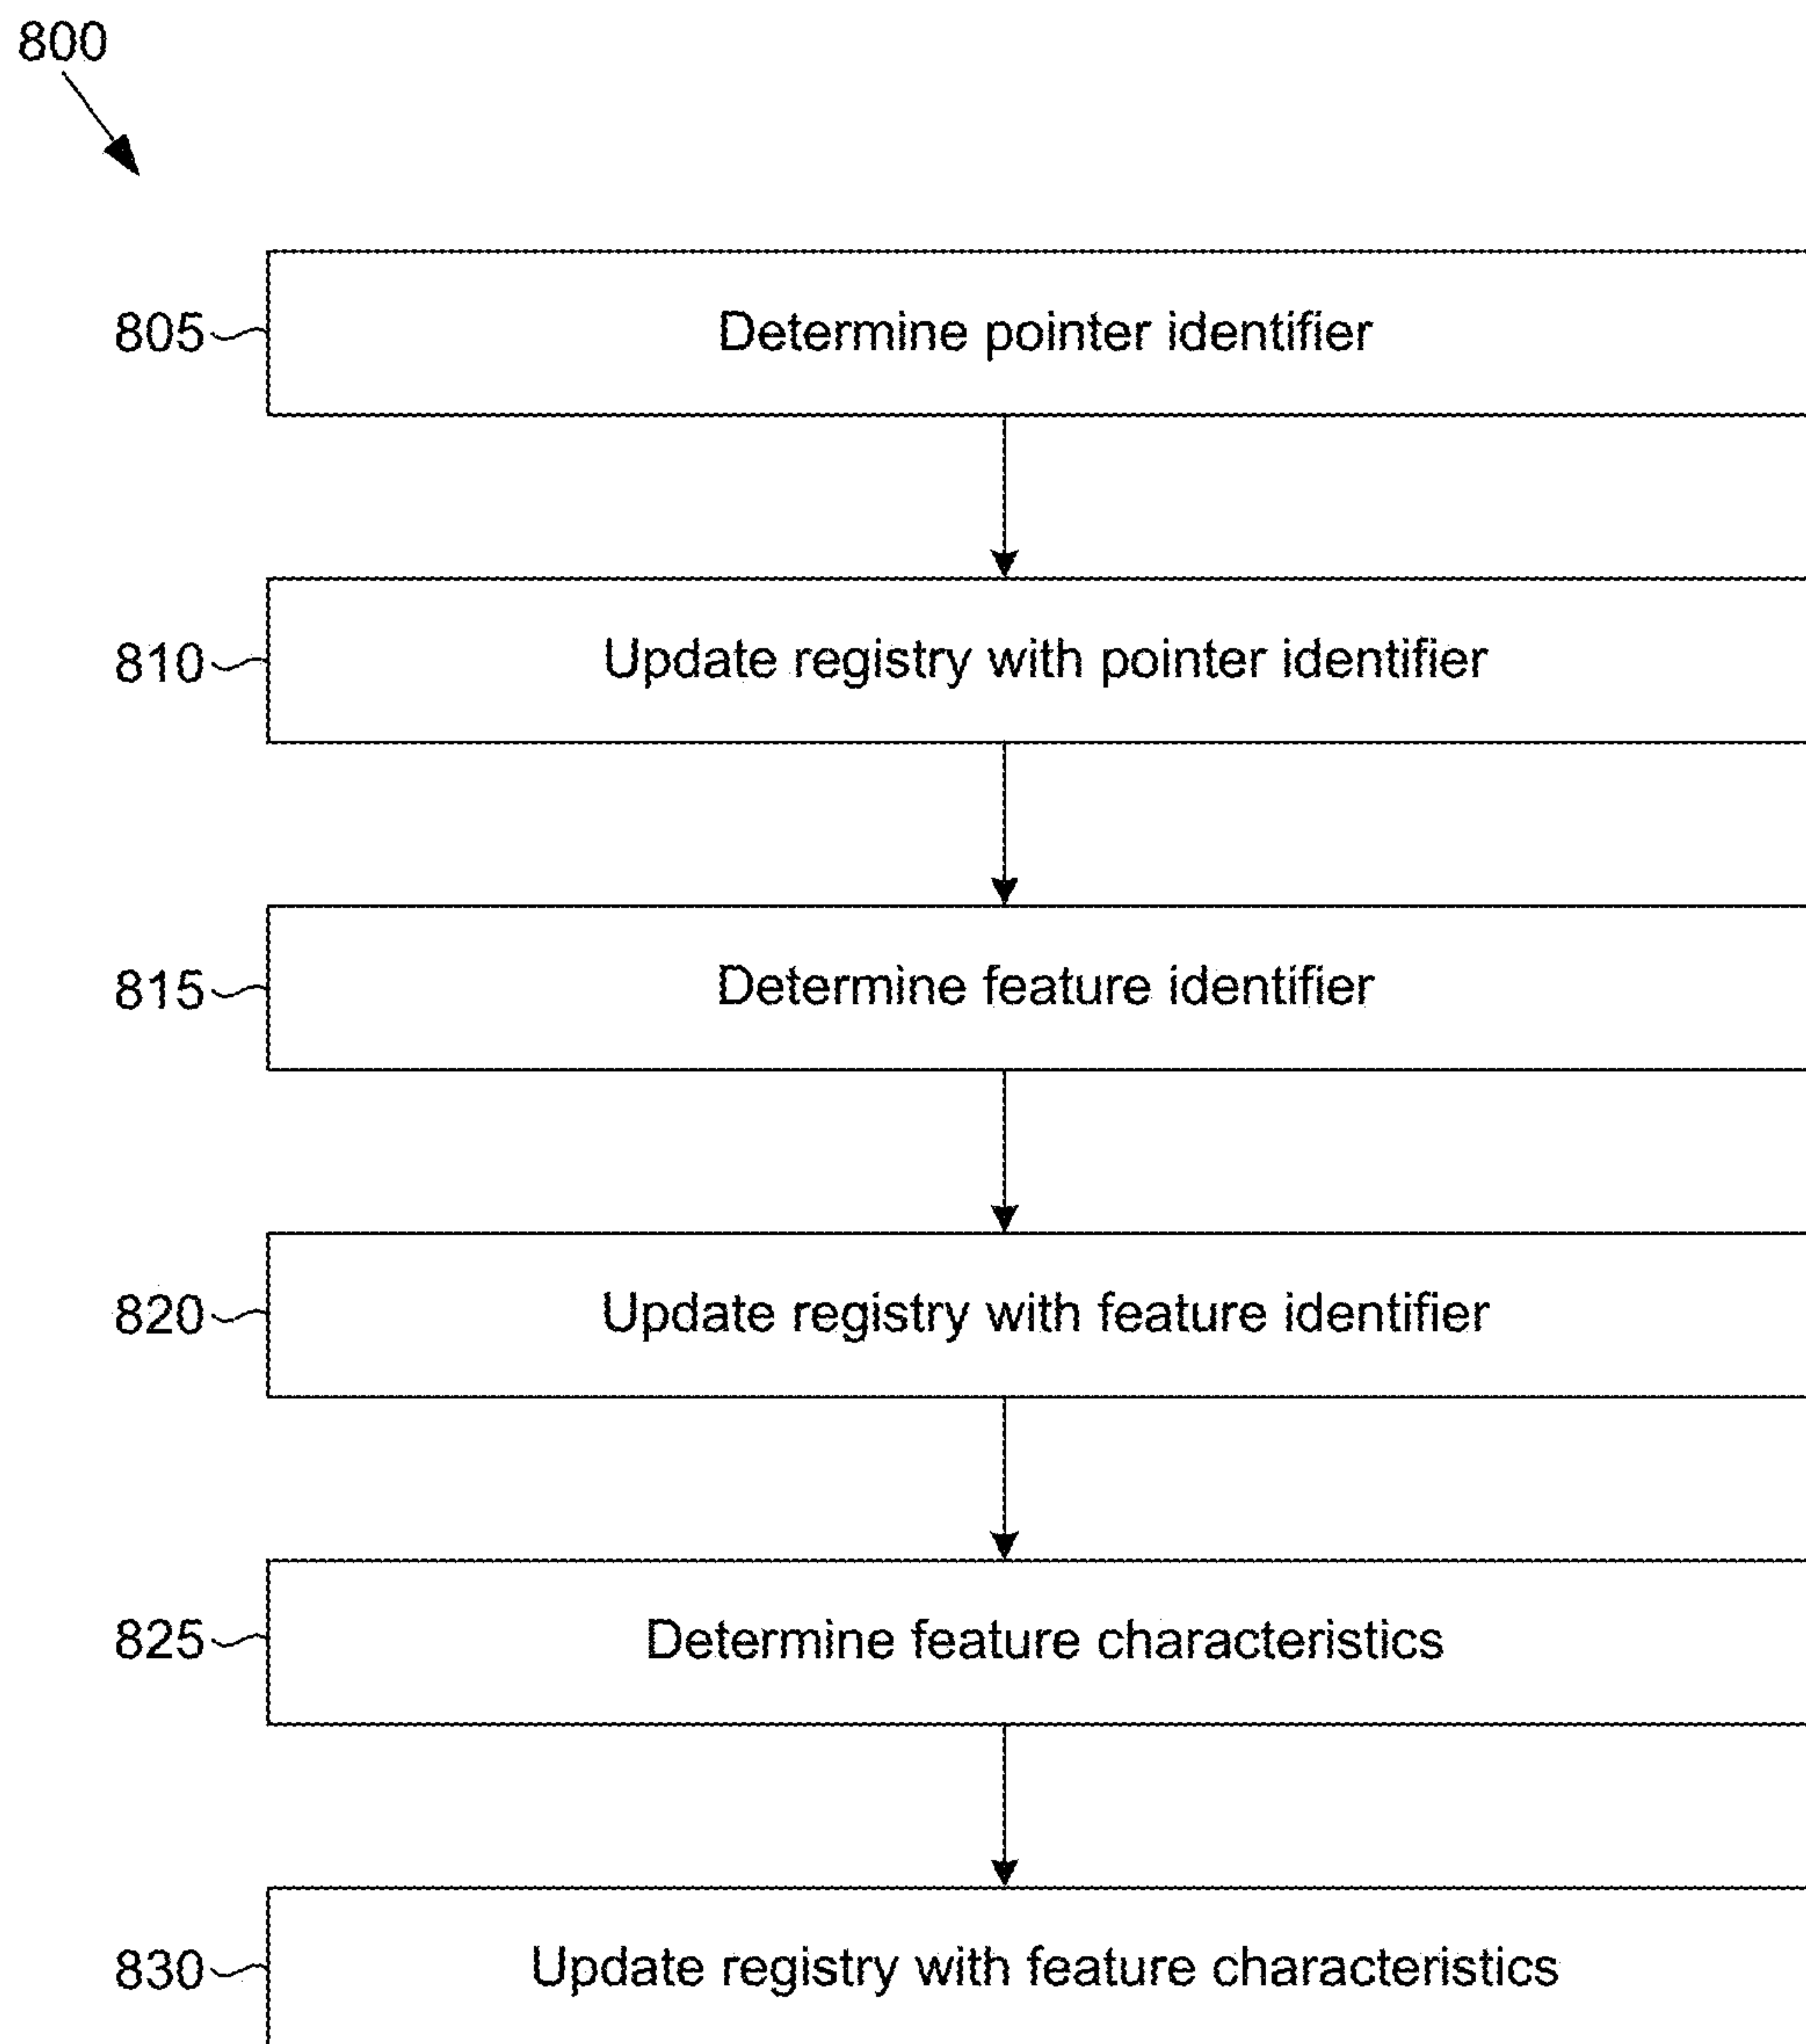 800
805 Determine pointer identifier
810 Update registry with pointer identifier
815 Determine feature identifier
820 Update registry with feature identifier
825 Determine feature characteristics
830 Update registry with feature characteristics